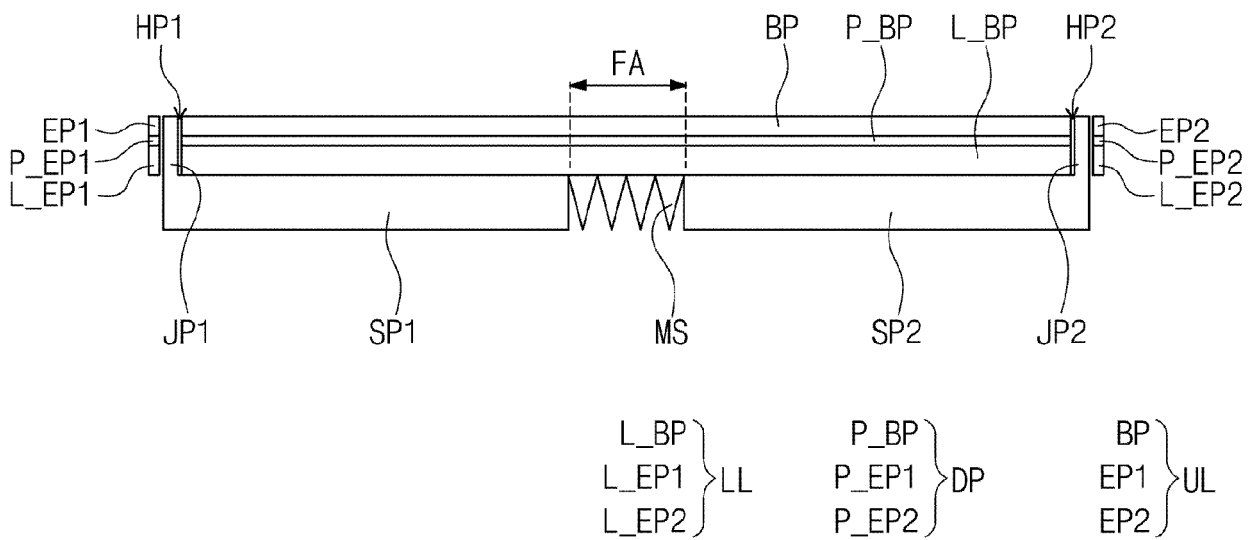 HP1 BP P_BP L_BP HP2
FA
EP1 EP2
P_EP1 P_EP2
L_EP1 L_EP2
JP1 SP1 MS SP2 JP2
L_BP P_BP BP
L_EP1 LL P_EP1 DP EP1 UL
L_EP2 P_EP2 EP2